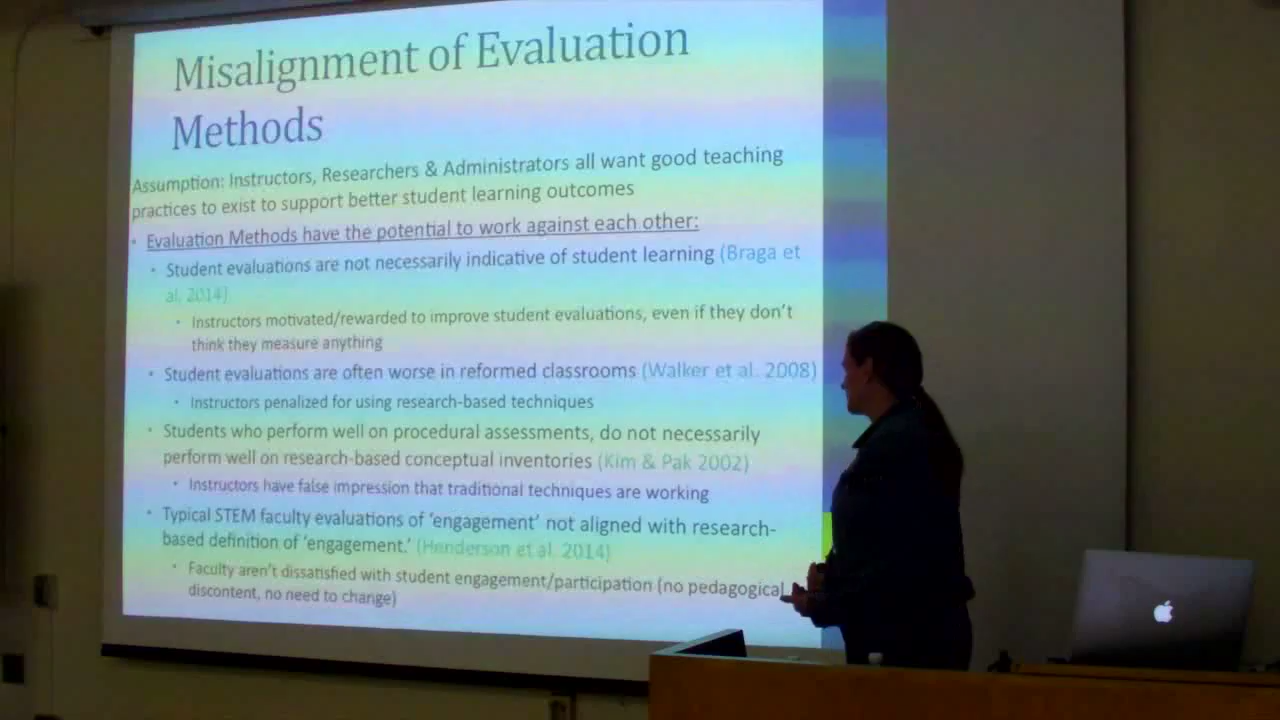 Misalignment of Evaluation
Methods
Assumption: Instructors, Researchers & Administrators all want good teaching
practices to exist to support better student learning outcomes
• Evaluation Methods have the potential to work against each other:
• Student evaluations are not necessarily indicative of student learning (Braga et
al. 2014)
• Instructors motivated/rewarded to improve student evaluations, even if they don't
think they measure anything
• Student evaluations are often worse in reformed classrooms (Walker et al. 2008)
• Instructors penalized for using research-based techniques
• Students who perform well on procedural assessments, do not necessarily
perform well on research-based conceptual inventories (Kim & Pak 2002)
• Instructors have false impression that traditional techniques are working
• Typical STEM faculty evaluations of 'engagement' not aligned with research-
based definition of 'engagement.' (Henderson et al. 2014)
• Faculty aren't dissatisfied with student engagement/participation (no pedagogical
discontent, no need to change)